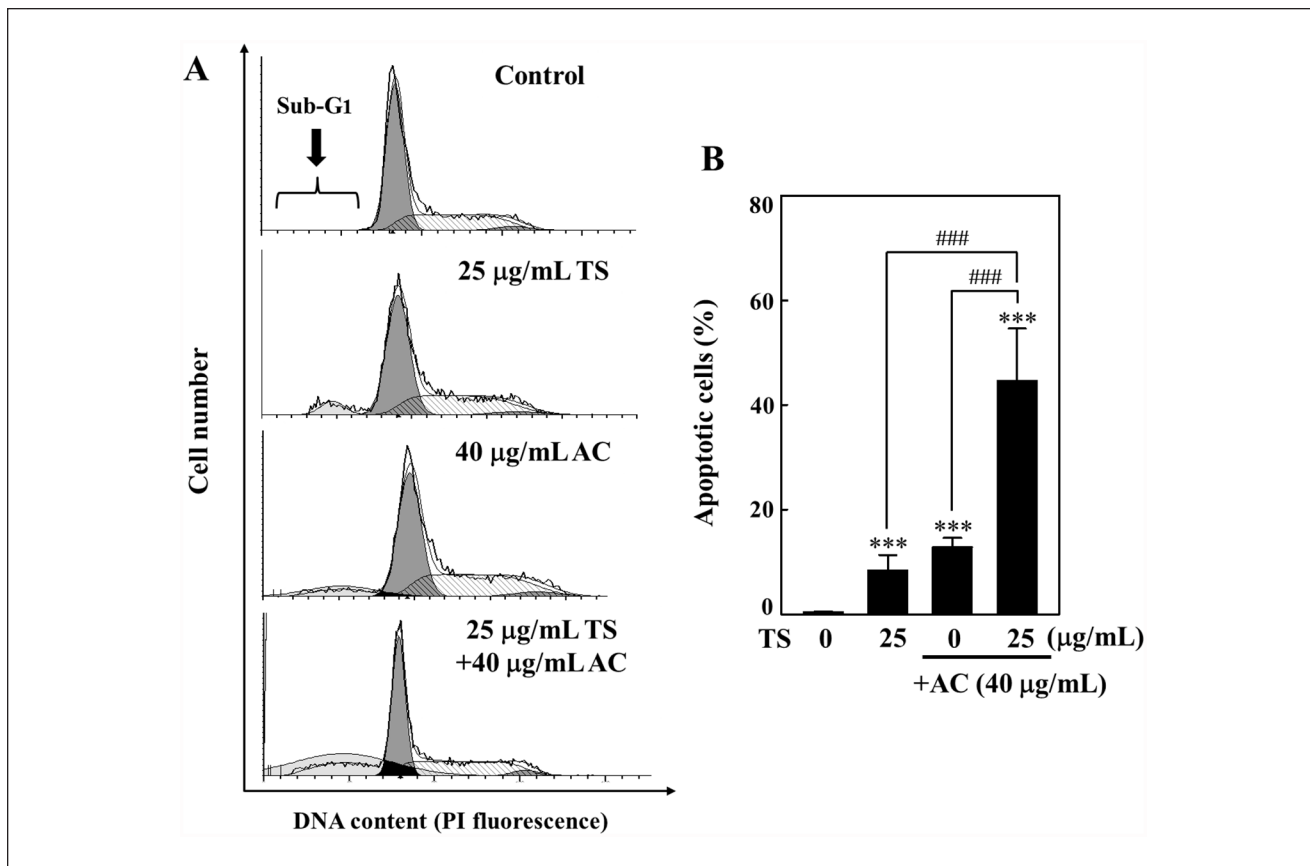 A
Control
Sub-G1
25 μg/mL TS
40 μg/mL AC
25 μg/mL TS
+40 μg/mL AC
Cell number
DNA content (PI fluorescence)
B
80
60
40
20
0
Apoptotic cells (%)
###
###
***
***
***
TS 0 25 0 25 (μg/mL)
+AC (40 μg/mL)